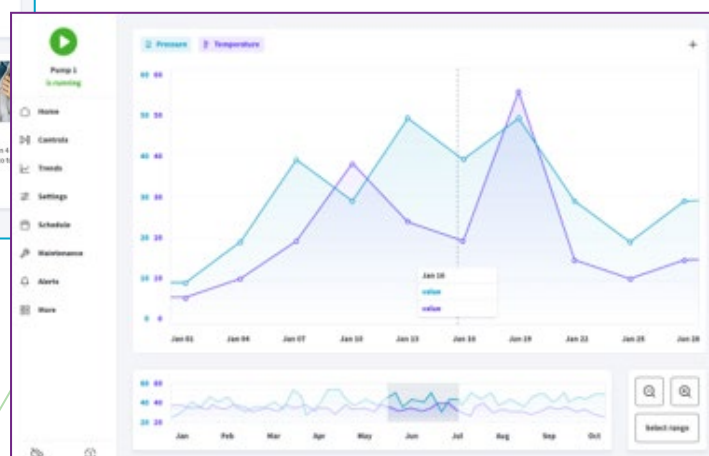 Pump 1
is running
Home
Controls
Trends
Settings
Schedule
Maintenance
Alerts
More
Pressure Temperature
60 60
50 50
40 40
30 30
20 20
10 10
0 0
Jan 16
value
value
Jan 01 Jan 04 Jan 07 Jan 10 Jan 13 Jan 16 Jan 19 Jan 22 Jan 25 Jan 28
60 60
40 40
20 20
Jan Feb Mar Apr May Jun Jul Aug Sep Oct
Select range